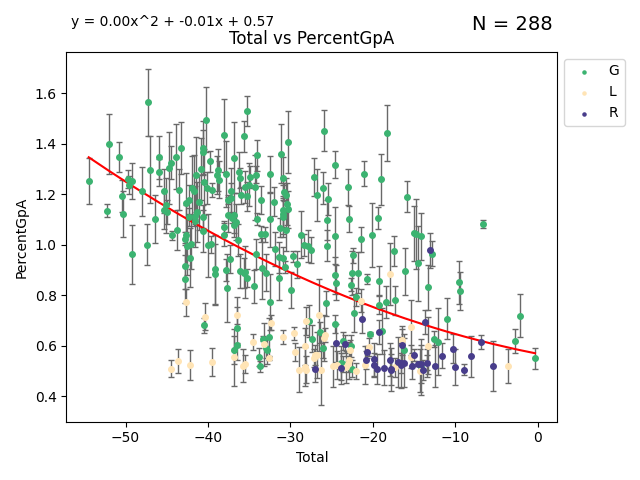 y = 0.00x^2 + -0.01x + 0.57
N = 288
Total vs PercentGpA
G
L
R
1.6
1.4
1.2
1.0
0.8
0.6
0.4
PercentGpA
−50
−40
−30
−20
−10
0
Total